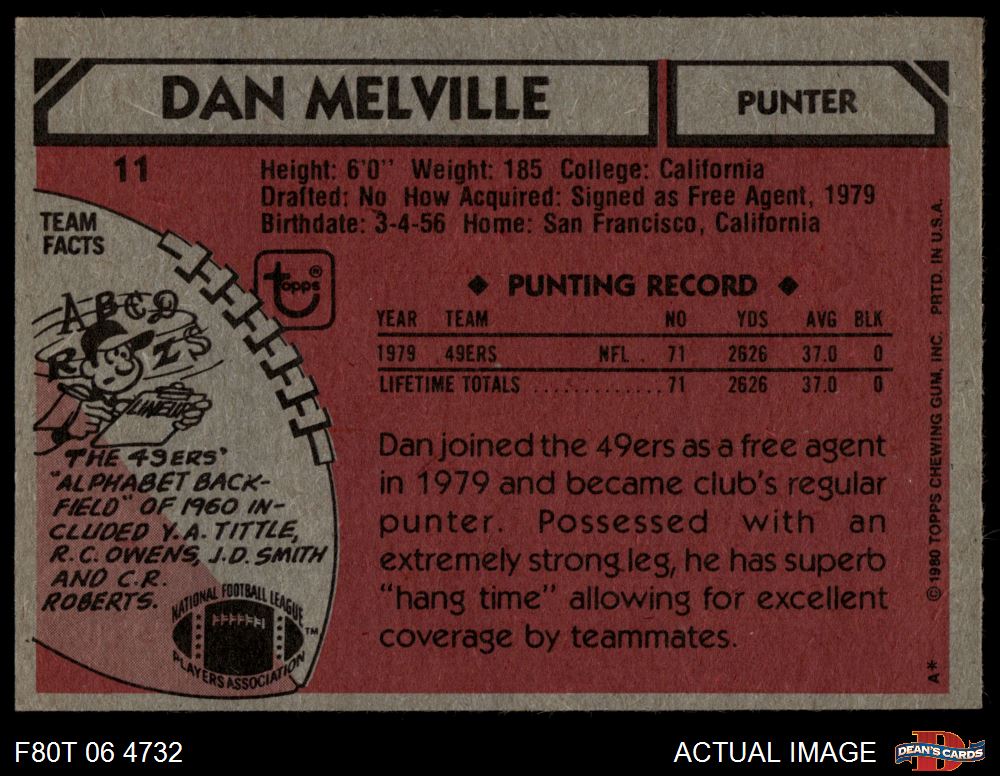 DAN MELVILLE
PUNTER
11
Height: 6'0" Weight: 185 College: California
Drafted: No How Acquired: Signed as Free Agent, 1979
Birthdate: 3-4-56 Home: San Francisco, California
TEAM
FACTS
topps®
ABCD
R ZS
LINEUPS
THE 49ERS'
"ALPHABET BACK-
FIELD" OF 1960 IN-
CLUDED Y.A. TITTLE,
R.C. OWENS, J.D. SMITH
AND C.R.
ROBERTS.
NATIONAL FOOTBALL LEAGUE
PLAYERS ASSOCIATION
TM
◆ PUNTING RECORD ◆
YEAR TEAM NO YDS AVG BLK
1979 49ERS NFL . 71 2626 37.0 0
LIFETIME TOTALS ............ 71 2626 37.0 0
Dan joined the 49ers as a free agent
in 1979 and became club's regular
punter. Possessed with an
extremely strong leg, he has superb
"hang time" allowing for excellent
coverage by teammates.
A* ©1980 TOPPS CHEWING GUM, INC. PRTD. IN U.S.A.
F80T 06 4732
ACTUAL IMAGE
DEAN'S CARDS